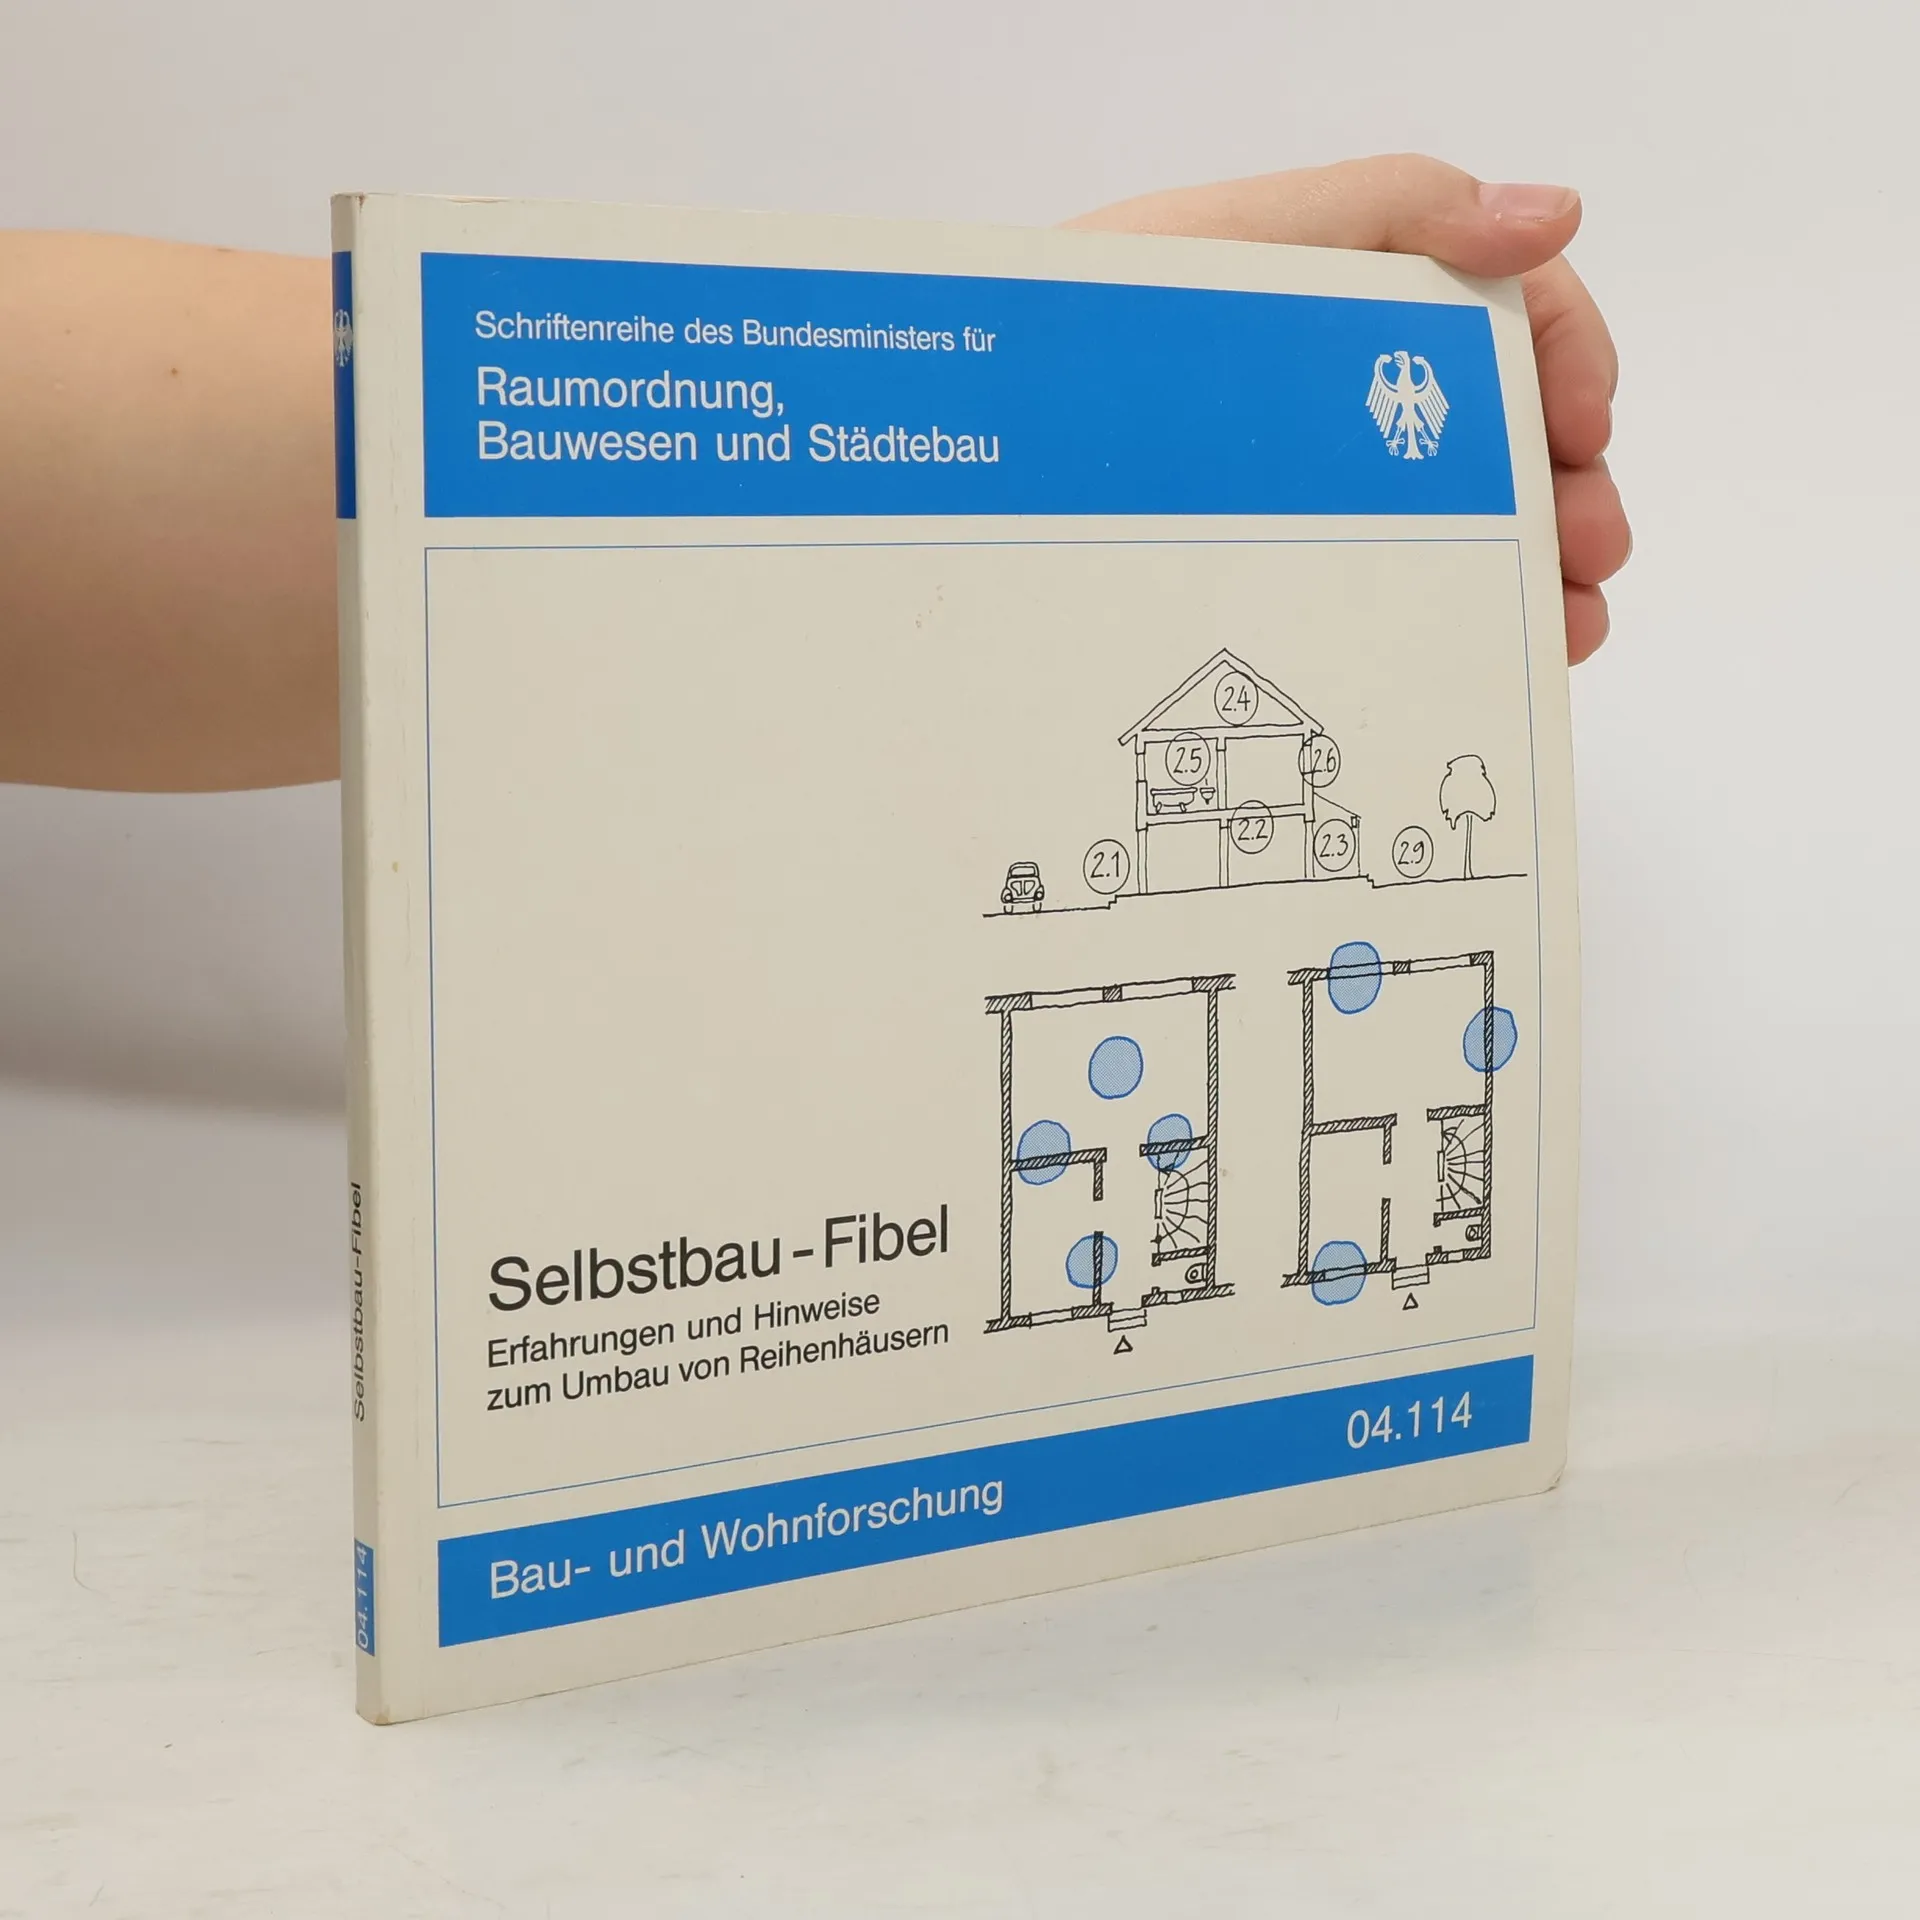 Schriftenreihe des Bundesministers für
Raumordnung,
Bauwesen und Städtebau
2.4
2.5
2.6
2.2
2.3
2.1
2.9
Selbstbau-Fibel
Erfahrungen und Hinweise
zum Umbau von Reihenhäusern
04.114
Bau- und Wohnforschung
Selbstbau-Fibel
04.114